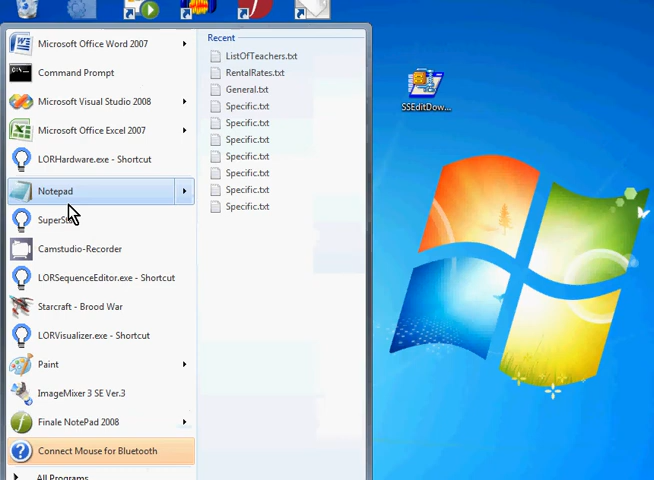 Microsoft Office Word 2007
Command Prompt
Microsoft Visual Studio 2008
Microsoft Office Excel 2007
LORHardware.exe - Shortcut
Notepad
Camstudio-Recorder
LORSequenceEditor.exe - Shortcut
Starcraft - Brood War
LORVisualizer.exe - Shortcut
Paint
ImageMixer 3 SE Ver.3
Finale NotePad 2008
Connect Mouse for Bluetooth
All Programs
Recent
ListOfTeachers.txt
RentalRates.txt
General.txt
Specific.txt
Specific.txt
Specific.txt
Specific.txt
Specific.txt
Specific.txt
Specific.txt
SSEditDow...